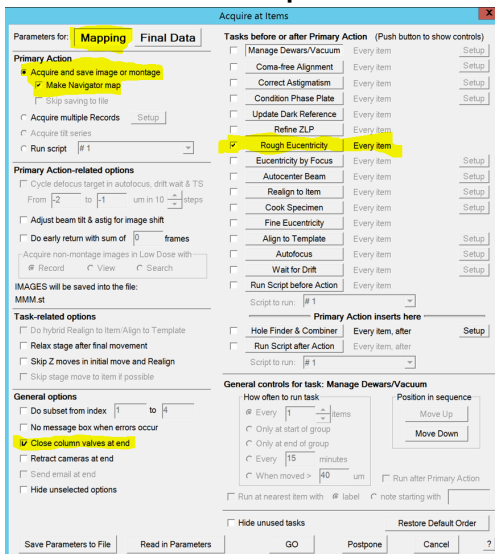 Acquire at Items
x
Parameters for: Mapping Final Data
Primary Action
Acquire and save image or montage
Make Navigator map
Skip saving to file
Acquire multiple Records Setup
Acquire tilt series
Run script # 1
Primary Action-related options
Cycle defocus target in autofocus, drift wait & TS
From -2 to -1 um in 10 steps
Adjust beam tilt & astig for image shift
Do early return with sum of 0 frames
Acquire non-montage images in Low Dose with
Record View Search
IMAGES will be saved into the file:
MMM.st
Task-related options
Do hybrid Realign to Item/Align to Template
Relax stage after final movement
Skip Z moves in initial move and Realign
Skip stage move to item if possible
General options
Do subset from index 1 to 4
No message box when errors occur
Close column valves at end
Retract cameras at end
Send email at end
Hide unselected options
Tasks before or after Primary Action (Push button to show controls)
Manage Dewars/Vacuum Every item Setup
Coma-free Alignment Every item Setup
Correct Astigmatism Every item Setup
Condition Phase Plate Every item Setup
Update Dark Reference Every item
Refine ZLP Every item
Rough Eucentricity Every item
Eucentricity by Focus Every item Setup
Autocenter Beam Every item Setup
Realign to Item Every item Setup
Cook Specimen Every item Setup
Fine Eucentricity Every item
Align to Template Every item Setup
Autofocus Every item Setup
Wait for Drift Every item Setup
Run Script before Action Every item
Script to run: # 1
Primary Action inserts here
Hole Finder & Combiner Every item, after Setup
Run Script after Action Every item, after
Script to run: # 1
General controls for task: Manage Dewars/Vacuum
How often to run task
Every 1 items
Only at start of group
Only at end of group
Every 15 minutes
When moved > 40 um
Position in sequence
Move Up
Move Down
Run after Primary Action
Run at nearest item with label note starting with
Hide unused tasks Restore Default Order
Save Parameters to File Read in Parameters GO Postpone Cancel ?